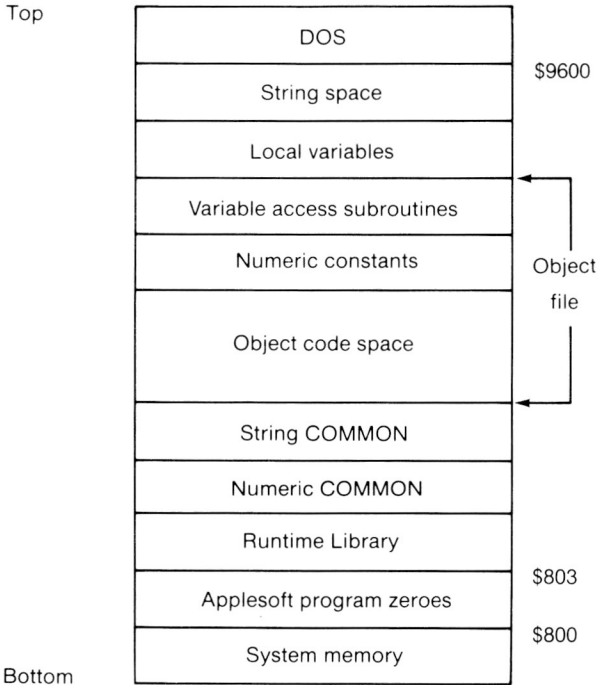 Top
DOS
$9600
String space
Local variables
Variable access subroutines
Numeric constants
Object
file
Object code space
String COMMON
Numeric COMMON
Runtime Library
$803
Applesoft program zeroes
$800
System memory
Bottom